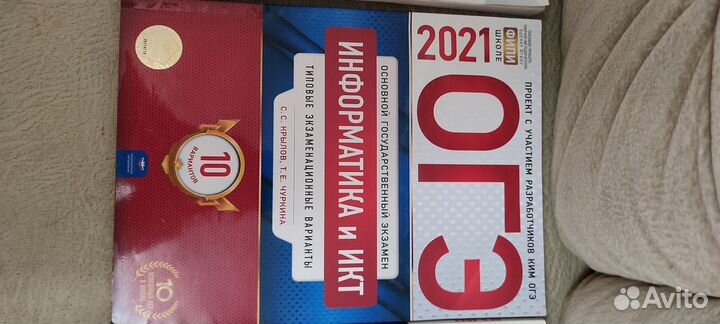 2021
ФИПИ
ШКОЛЕ
ПРОЕКТ С УЧАСТИЕМ РАЗРАБОТЧИКОВ КИМ ОГЭ
ОГЭ
ОСНОВНОЙ ГОСУДАРСТВЕННЫЙ ЭКЗАМЕН
ИНФОРМАТИКА и ИКТ
ТИПОВЫЕ ЭКЗАМЕНАЦИОННЫЕ ВАРИАНТЫ
С. С. КРЫЛОВ, Т. Е. ЧУРКИНА
10
ВАРИАНТОВ
10
Avito